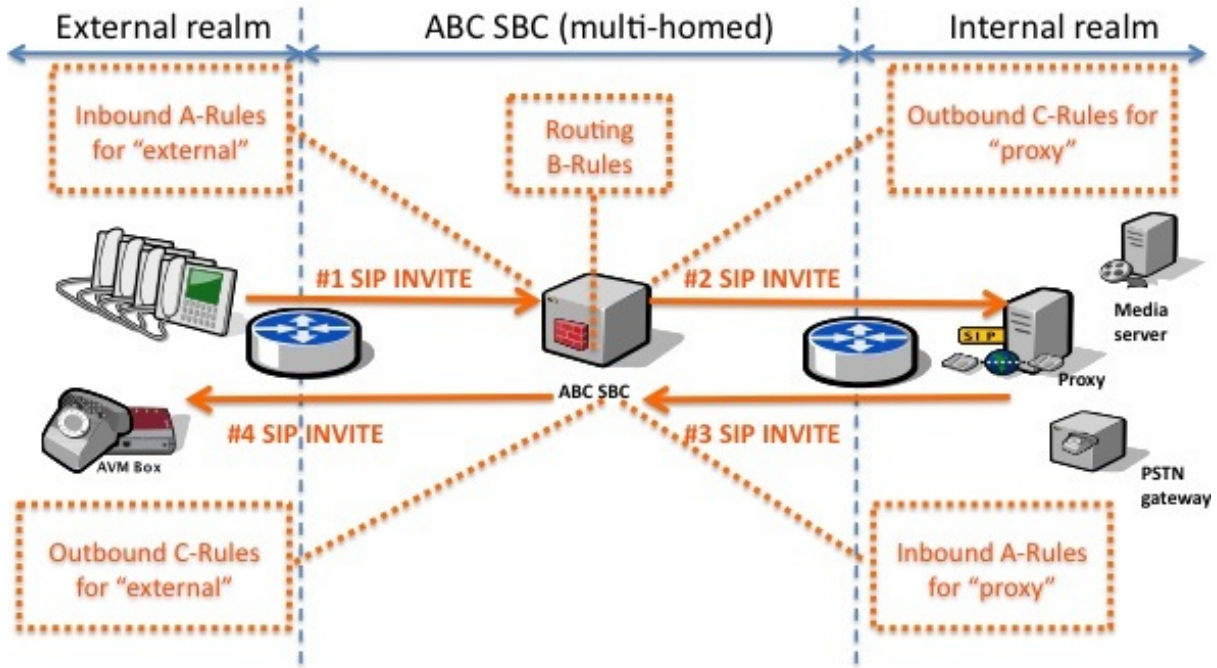 External realm
ABC SBC (multi-homed)
Internal realm
Inbound A-Rules
for “external”
Routing
B-Rules
Outbound C-Rules for
“proxy”
#1 SIP INVITE
#2 SIP INVITE
Media
server
SIP
Proxy
ABC SBC
#4 SIP INVITE
#3 SIP INVITE
AVM Box
PSTN
gateway
Outbound C-Rules
for “external”
Inbound A-Rules
for “proxy”